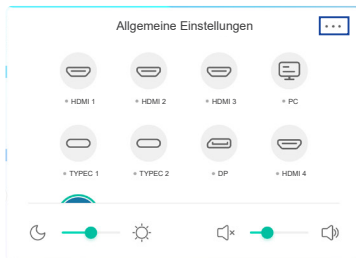 Allgemeine Einstellungen
HDMI 1
HDMI 2
HDMI 3
PC
TYPEC 1
TYPEC 2
DP
HDMI 4